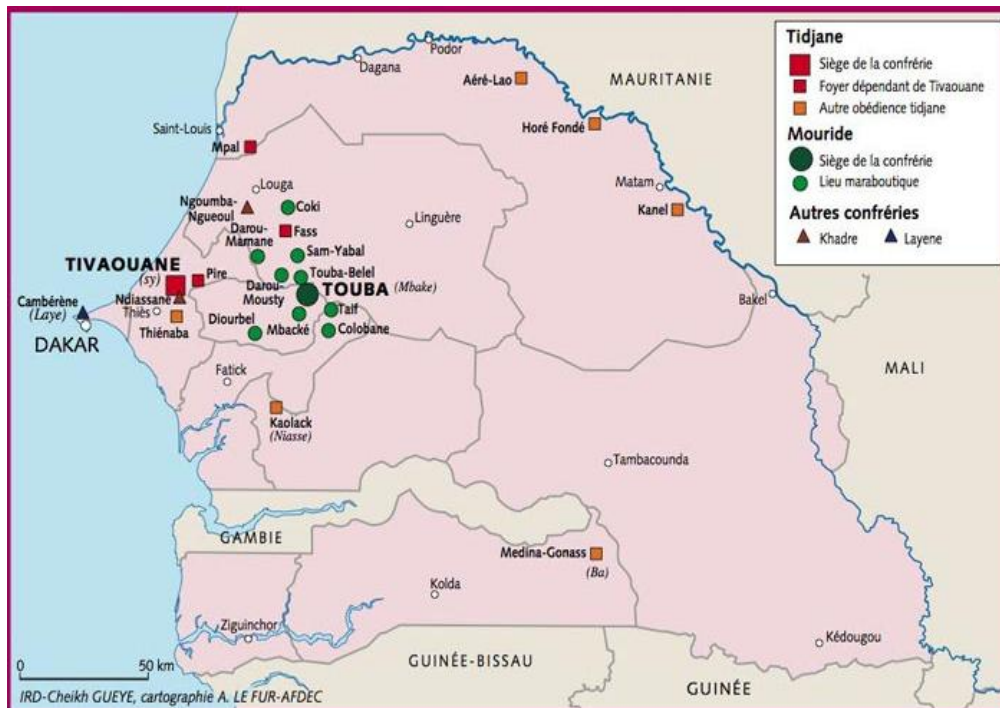 Tidjane
Siège de la confrérie
Foyer dépendant de Tivaouane
Autre obédience tidjane
Mouride
Siège de la confrérie
Lieu maraboutique
Autres confréries
Khadre
Layene
Podor
Dagana
Aéré-Lao
MAURITANIE
Saint-Louis
Horé Fondé
Mpal
Louga
Matam
Ngoumba-
Ngueoul
Coki
Kanel
Linguère
Fass
Darou-
Marnane
Sam-Yabal
TIVAOUANE
(sy)
Pire
Touba-Belel
Darou-
Mousty
TOUBA (Mbake)
Bakel
Cambérène
(Laye)
Ndiassane
Thiès
Taïf
Thiénaba
Diourbel
Mbacké
Colobane
DAKAR
MALI
Fatick
Kaolack
(Niasse)
Tambacounda
GAMBIE
Medina-Gonass
(Ba)
Kolda
Ziguinchor
Kédougou
0
50 km
GUINÉE-BISSAU
GUINÉE
IRD-Cheikh GUEYE, cartographie A. LE FUR-AFDEC